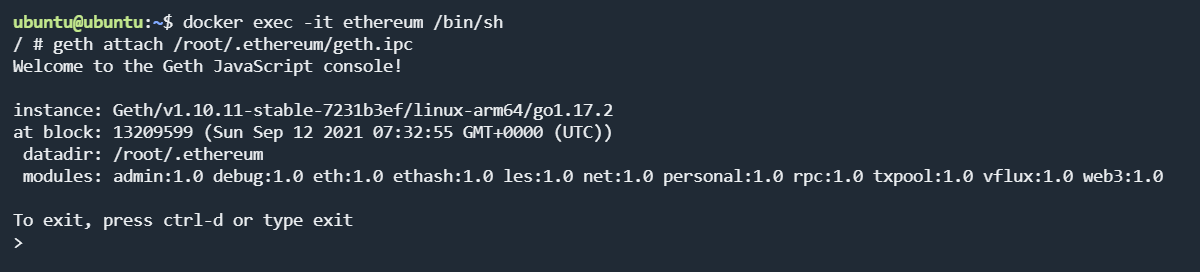 ubuntu@ubuntu:~$ docker exec -it ethereum /bin/sh
/ # geth attach /root/.ethereum/geth.ipc
Welcome to the Geth JavaScript console!
instance: Geth/v1.10.11-stable-7231b3ef/linux-arm64/go1.17.2
at block: 13209599 (Sun Sep 12 2021 07:32:55 GMT+0000 (UTC))
 datadir: /root/.ethereum
 modules: admin:1.0 debug:1.0 eth:1.0 ethash:1.0 les:1.0 net:1.0 personal:1.0 rpc:1.0 txpool:1.0 vflux:1.0 web3:1.0
To exit, press ctrl-d or type exit
>